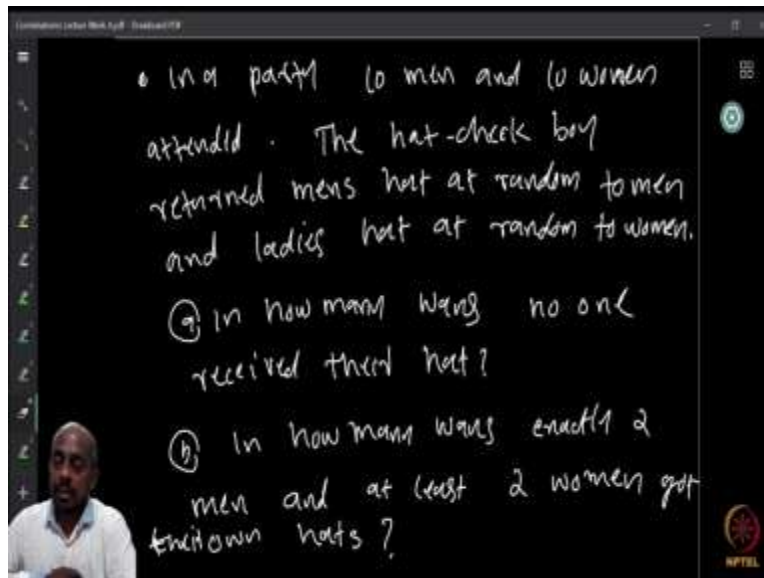 In a party 10 men and 10 women
attended. The hat-check boy
returned mens hat at random to men
and ladies hat at random to women.
(a) in how many ways no one
received their hat?
(b) in how many ways exactly 2
men and at least 2 women got
their own hats?
NPTEL